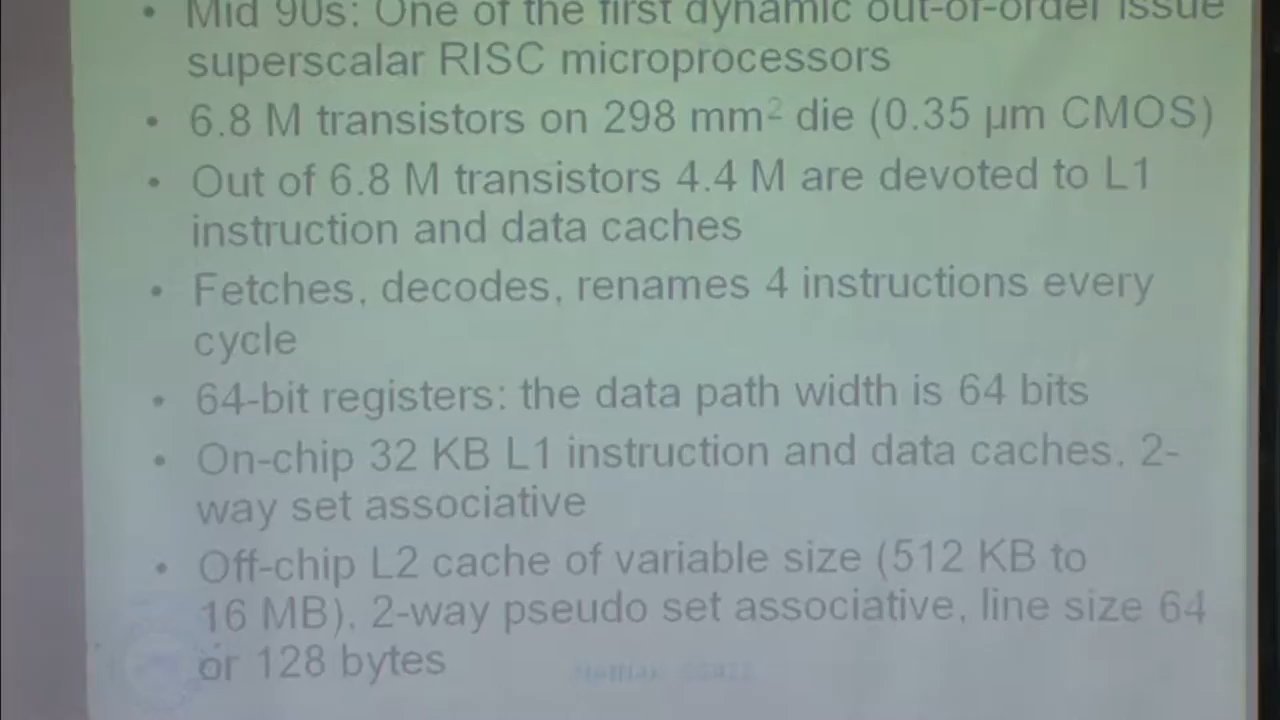 • Mid 90s: One of the first dynamic out-of-order issue
superscalar RISC microprocessors
• 6.8 M transistors on 298 mm² die (0.35 µm CMOS)
• Out of 6.8 M transistors 4.4 M are devoted to L1
instruction and data caches
• Fetches, decodes, renames 4 instructions every
cycle
• 64-bit registers: the data path width is 64 bits
• On-chip 32 KB L1 instruction and data caches, 2-
way set associative
• Off-chip L2 cache of variable size (512 KB to
16 MB), 2-way pseudo set associative, line size 64
or 128 bytes